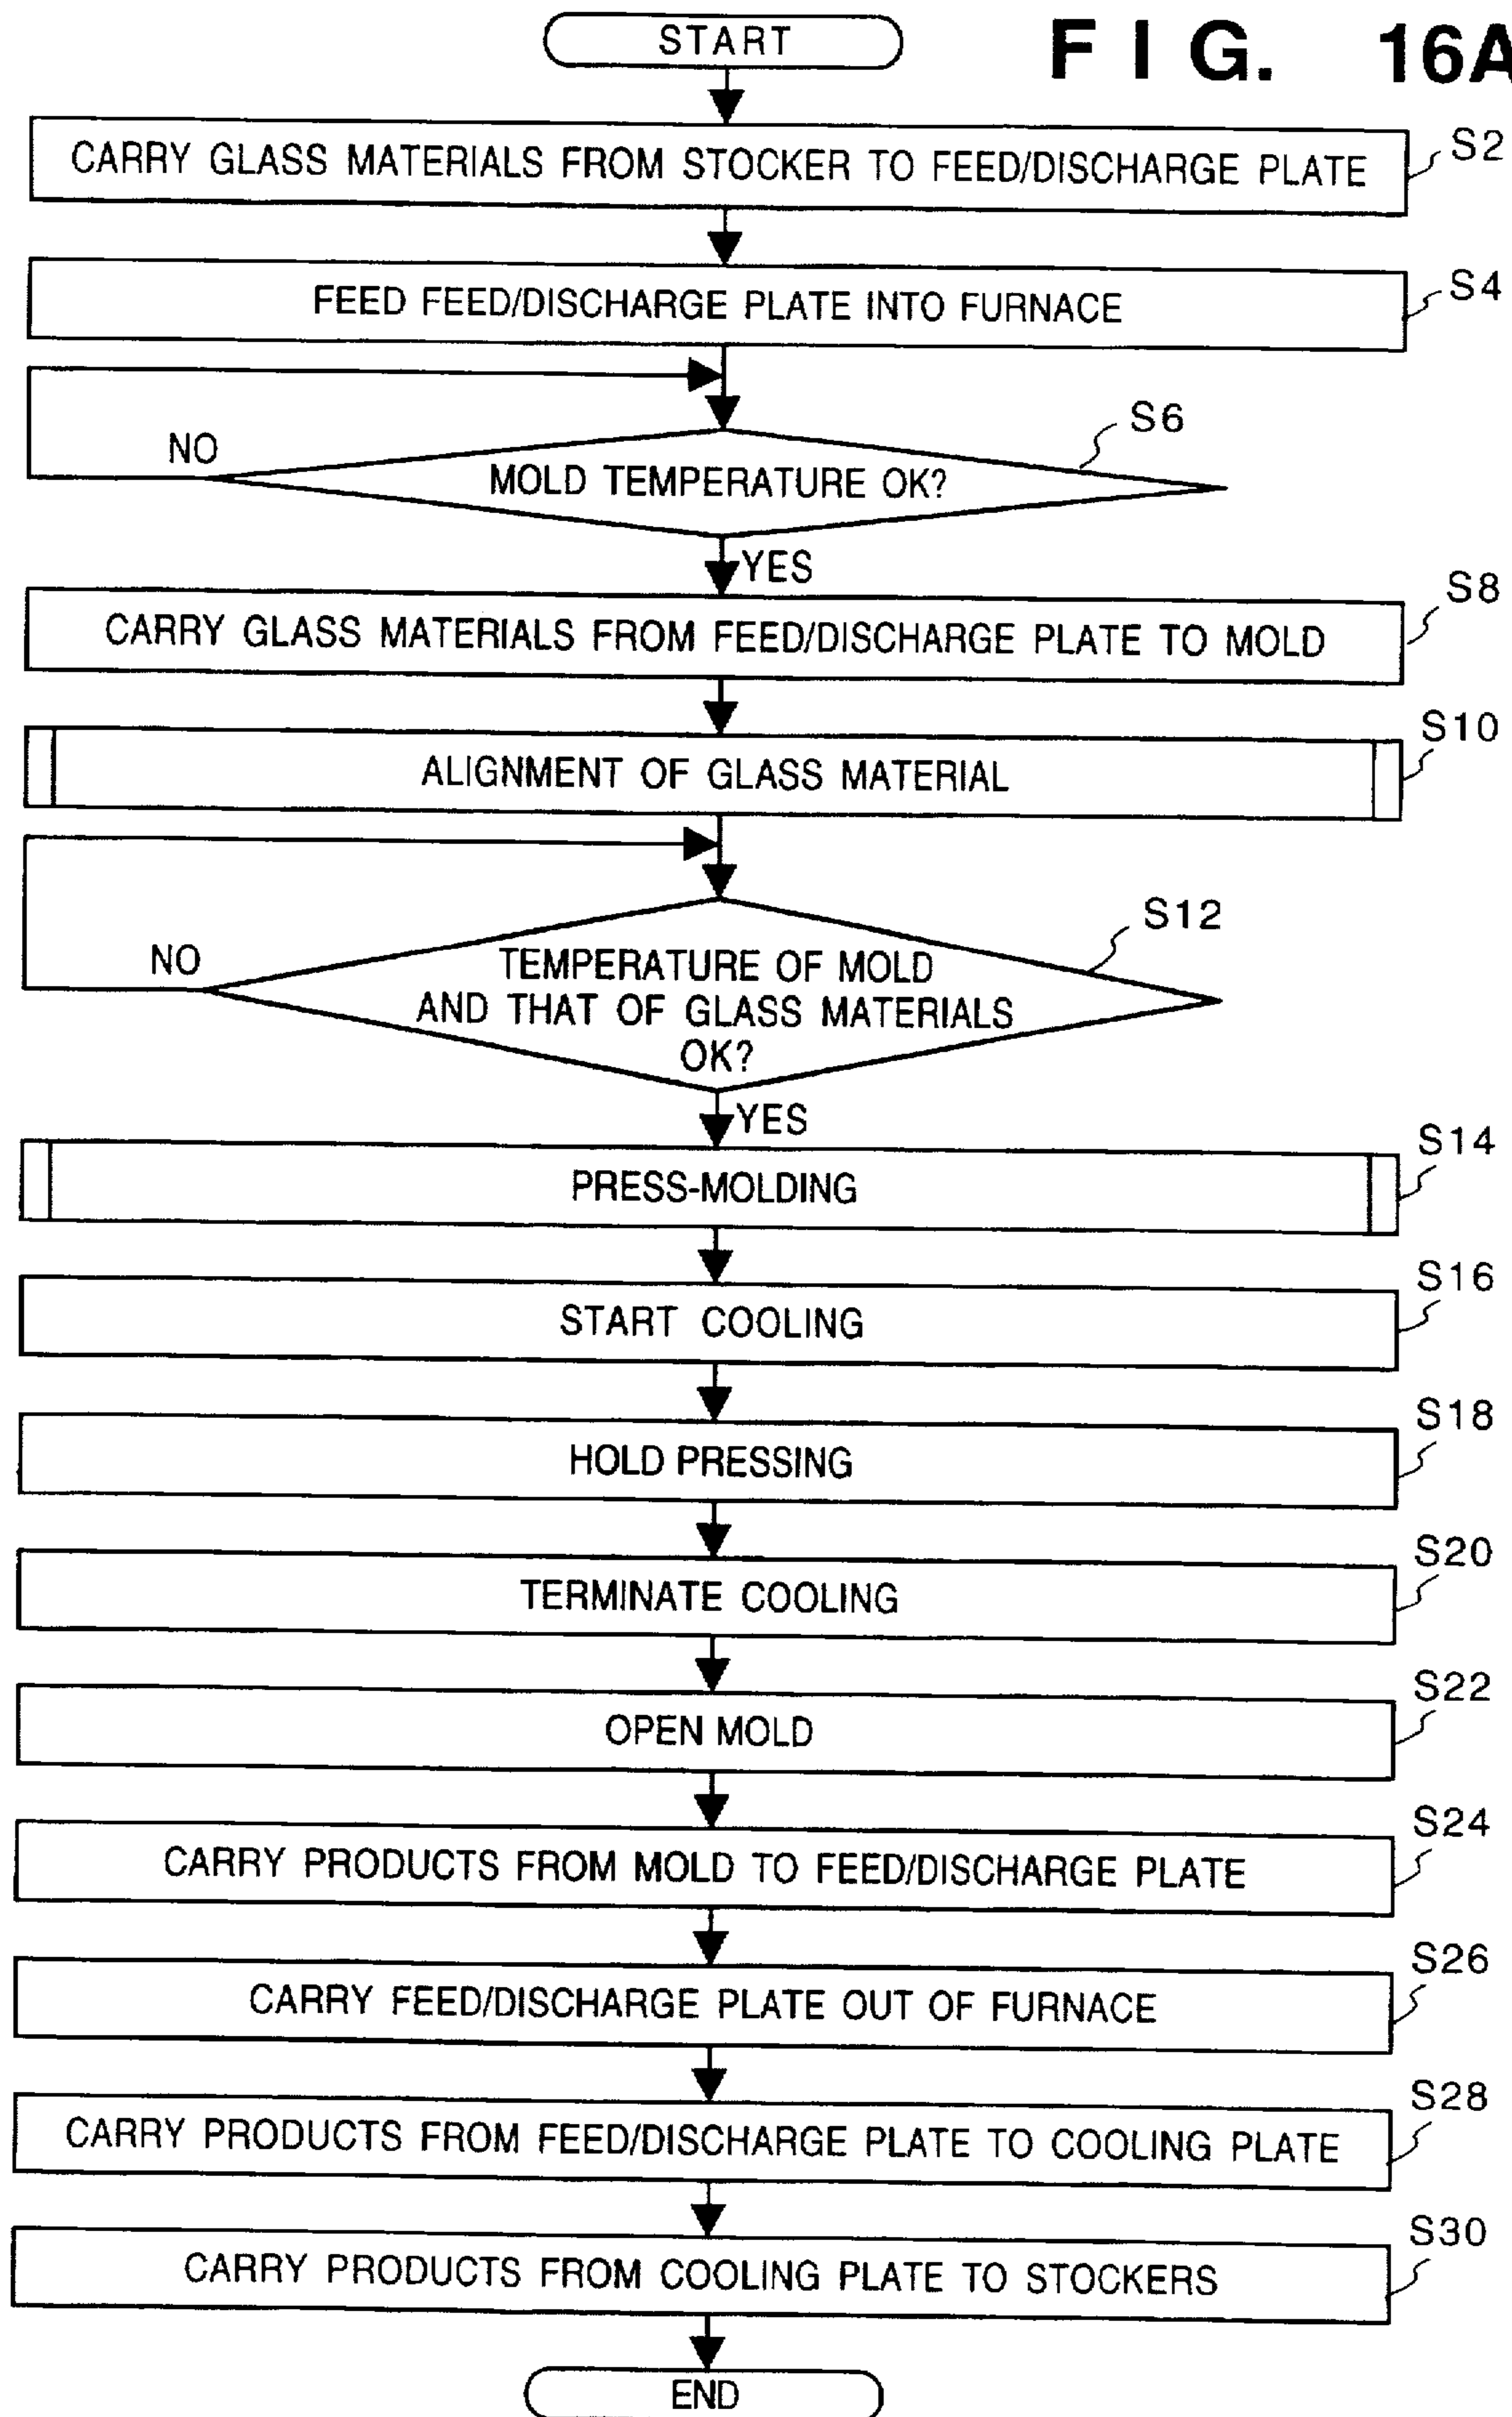 START
FIG. 16A
CARRY GLASS MATERIALS FROM STOCKER TO FEED/DISCHARGE PLATE
S2
FEED FEED/DISCHARGE PLATE INTO FURNACE
S4
S6
NO
MOLD TEMPERATURE OK?
YES
CARRY GLASS MATERIALS FROM FEED/DISCHARGE PLATE TO MOLD
S8
ALIGNMENT OF GLASS MATERIAL
S10
S12
NO
TEMPERATURE OF MOLD
AND THAT OF GLASS MATERIALS
OK?
YES
PRESS-MOLDING
S14
START COOLING
S16
HOLD PRESSING
S18
TERMINATE COOLING
S20
OPEN MOLD
S22
CARRY PRODUCTS FROM MOLD TO FEED/DISCHARGE PLATE
S24
CARRY FEED/DISCHARGE PLATE OUT OF FURNACE
S26
CARRY PRODUCTS FROM FEED/DISCHARGE PLATE TO COOLING PLATE
S28
CARRY PRODUCTS FROM COOLING PLATE TO STOCKERS
S30
END